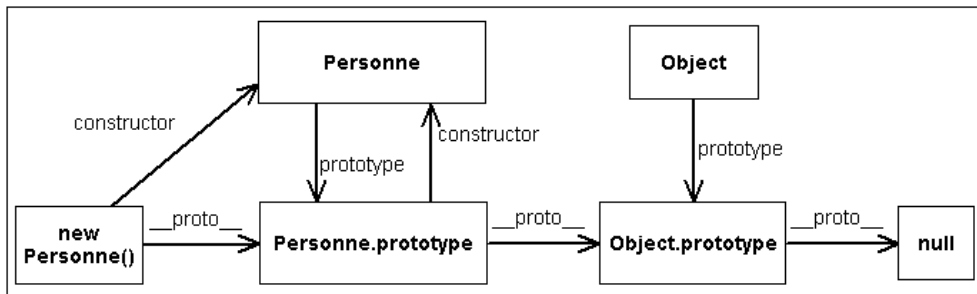 Personne
Object
constructor
prototype
constructor
prototype
new
Personne()
__proto__
Personne.prototype
__proto__
Object.prototype
__proto__
null